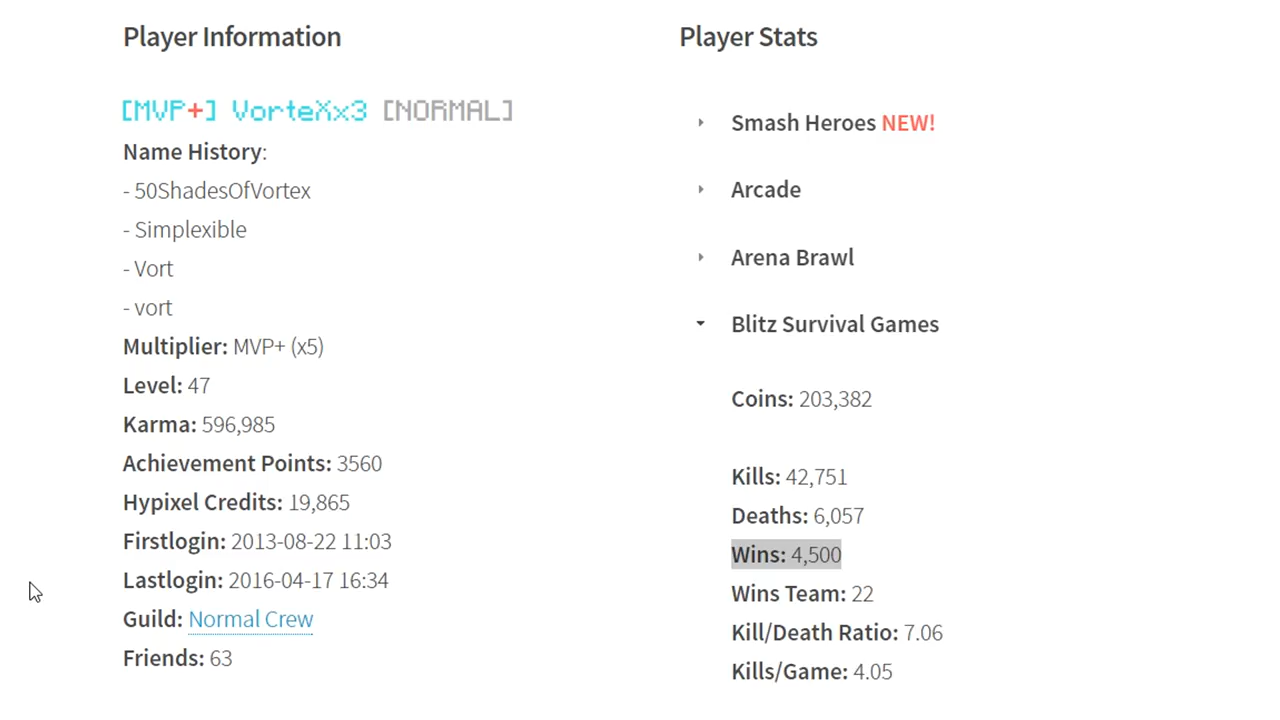 Player Information
[MVP+] VorteXx3 [NORMAL]
Name History:
- 50ShadesOfVortex
- Simplexible
- Vort
- vort
Multiplier: MVP+ (x5)
Level: 47
Karma: 596,985
Achievement Points: 3560
Hypixel Credits: 19,865
Firstlogin: 2013-08-22 11:03
Lastlogin: 2016-04-17 16:34
Guild: Normal Crew
Friends: 63
Player Stats
Smash Heroes NEW!
Arcade
Arena Brawl
Blitz Survival Games
Coins: 203,382
Kills: 42,751
Deaths: 6,057
Wins: 4,500
Wins Team: 22
Kill/Death Ratio: 7.06
Kills/Game: 4.05